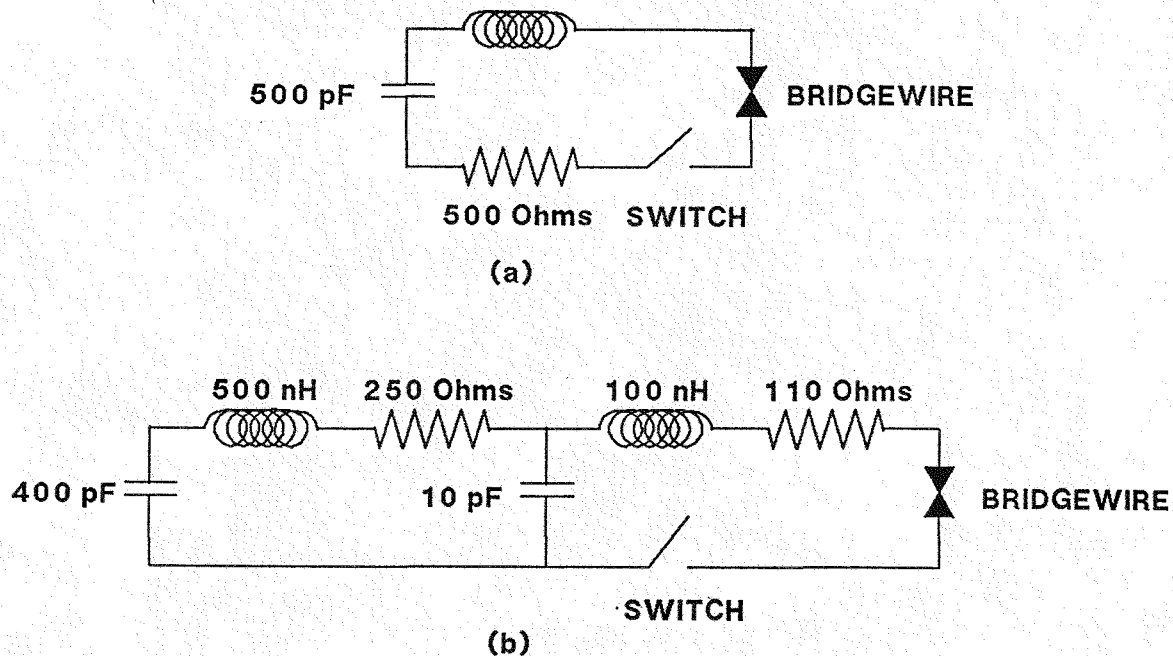 500 pF
BRIDGEWIRE
500 Ohms SWITCH
(a)
500 nH 250 Ohms 100 nH 110 Ohms
400 pF 10 pF BRIDGEWIRE
SWITCH
(b)